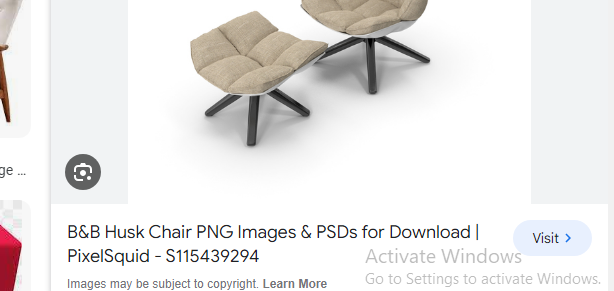 ge ...
B&B Husk Chair PNG Images & PSDs for Download |
PixelSquid - S115439294
Visit >
Activate Windows
Go to Settings to activate Windows.
Images may be subject to copyright. Learn More